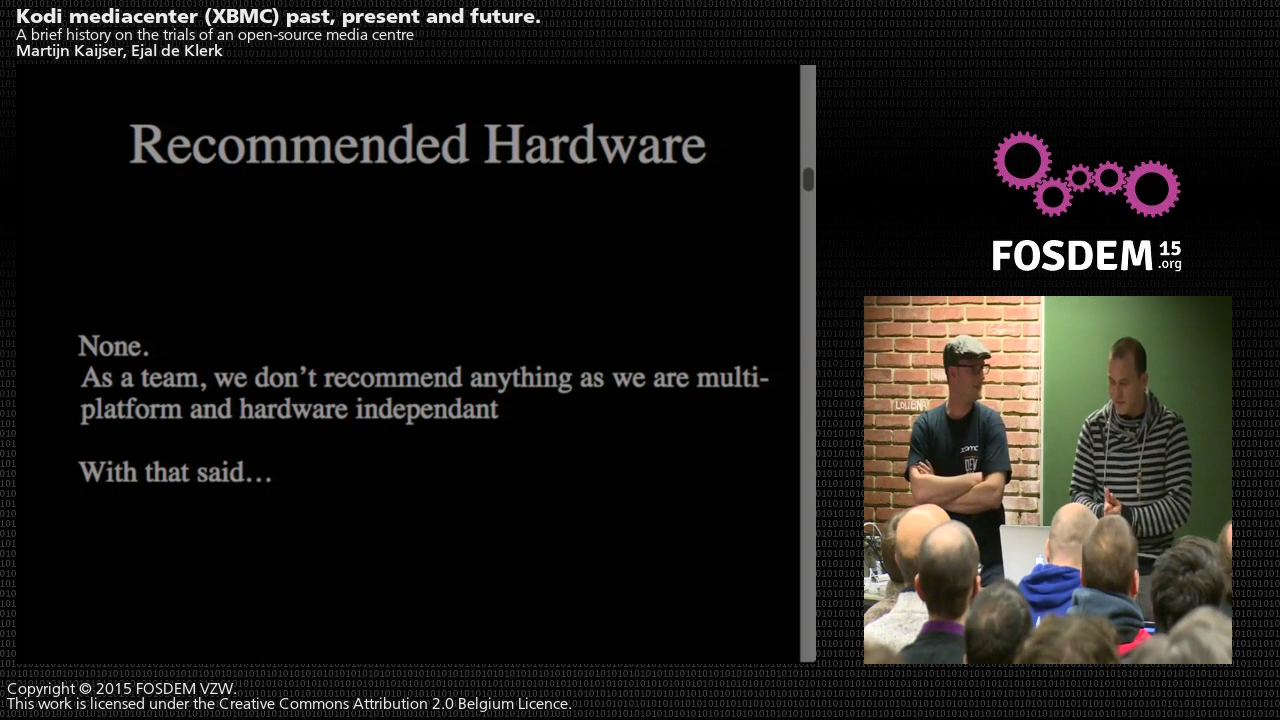 Kodi mediacenter (XBMC) past, present and future.
A brief history on the trials of an open-source media centre
Martijn Kaijser, Ejal de Klerk
Recommended Hardware
None.
As a team, we don't recommend anything as we are multi-
platform and hardware independant
With that said…
FOSDEM 15
.org
xbmc
DEV
Copyright © 2015 FOSDEM VZW.
This work is licensed under the Creative Commons Attribution 2.0 Belgium Licence.